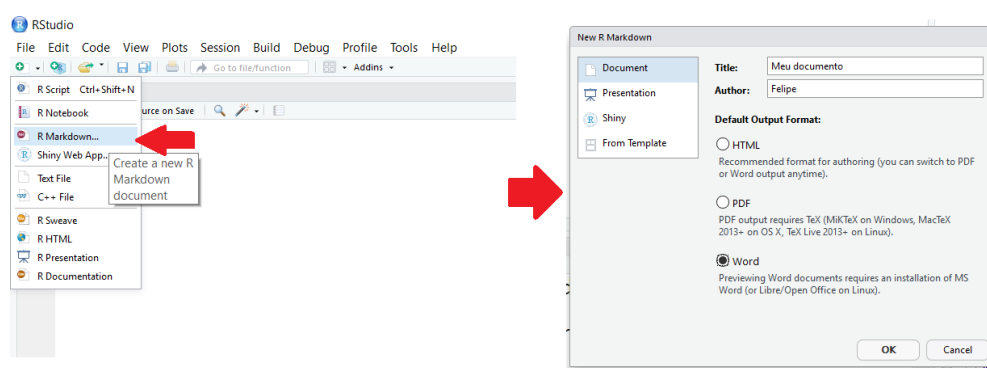 RStudio
File Edit Code View Plots Session Build Debug Profile Tools Help
Go to file/function Addins
R Script Ctrl+Shift+N
R Notebook
urce on Save
R Markdown...
Shiny Web App...
Create a new R
Markdown
document
Text File
C++ File
R Sweave
R HTML
R Presentation
R Documentation
New R Markdown
Document
Presentation
Shiny
From Template
Title: Meu documento
Author: Felipe
Default Output Format:
HTML
Recommended format for authoring (you can switch to PDF
or Word output anytime).
PDF
PDF output requires TeX (MiKTeX on Windows, MacTeX
2013+ on OS X, TeX Live 2013+ on Linux).
Word
Previewing Word documents requires an installation of MS
Word (or Libre/Open Office on Linux).
OK Cancel